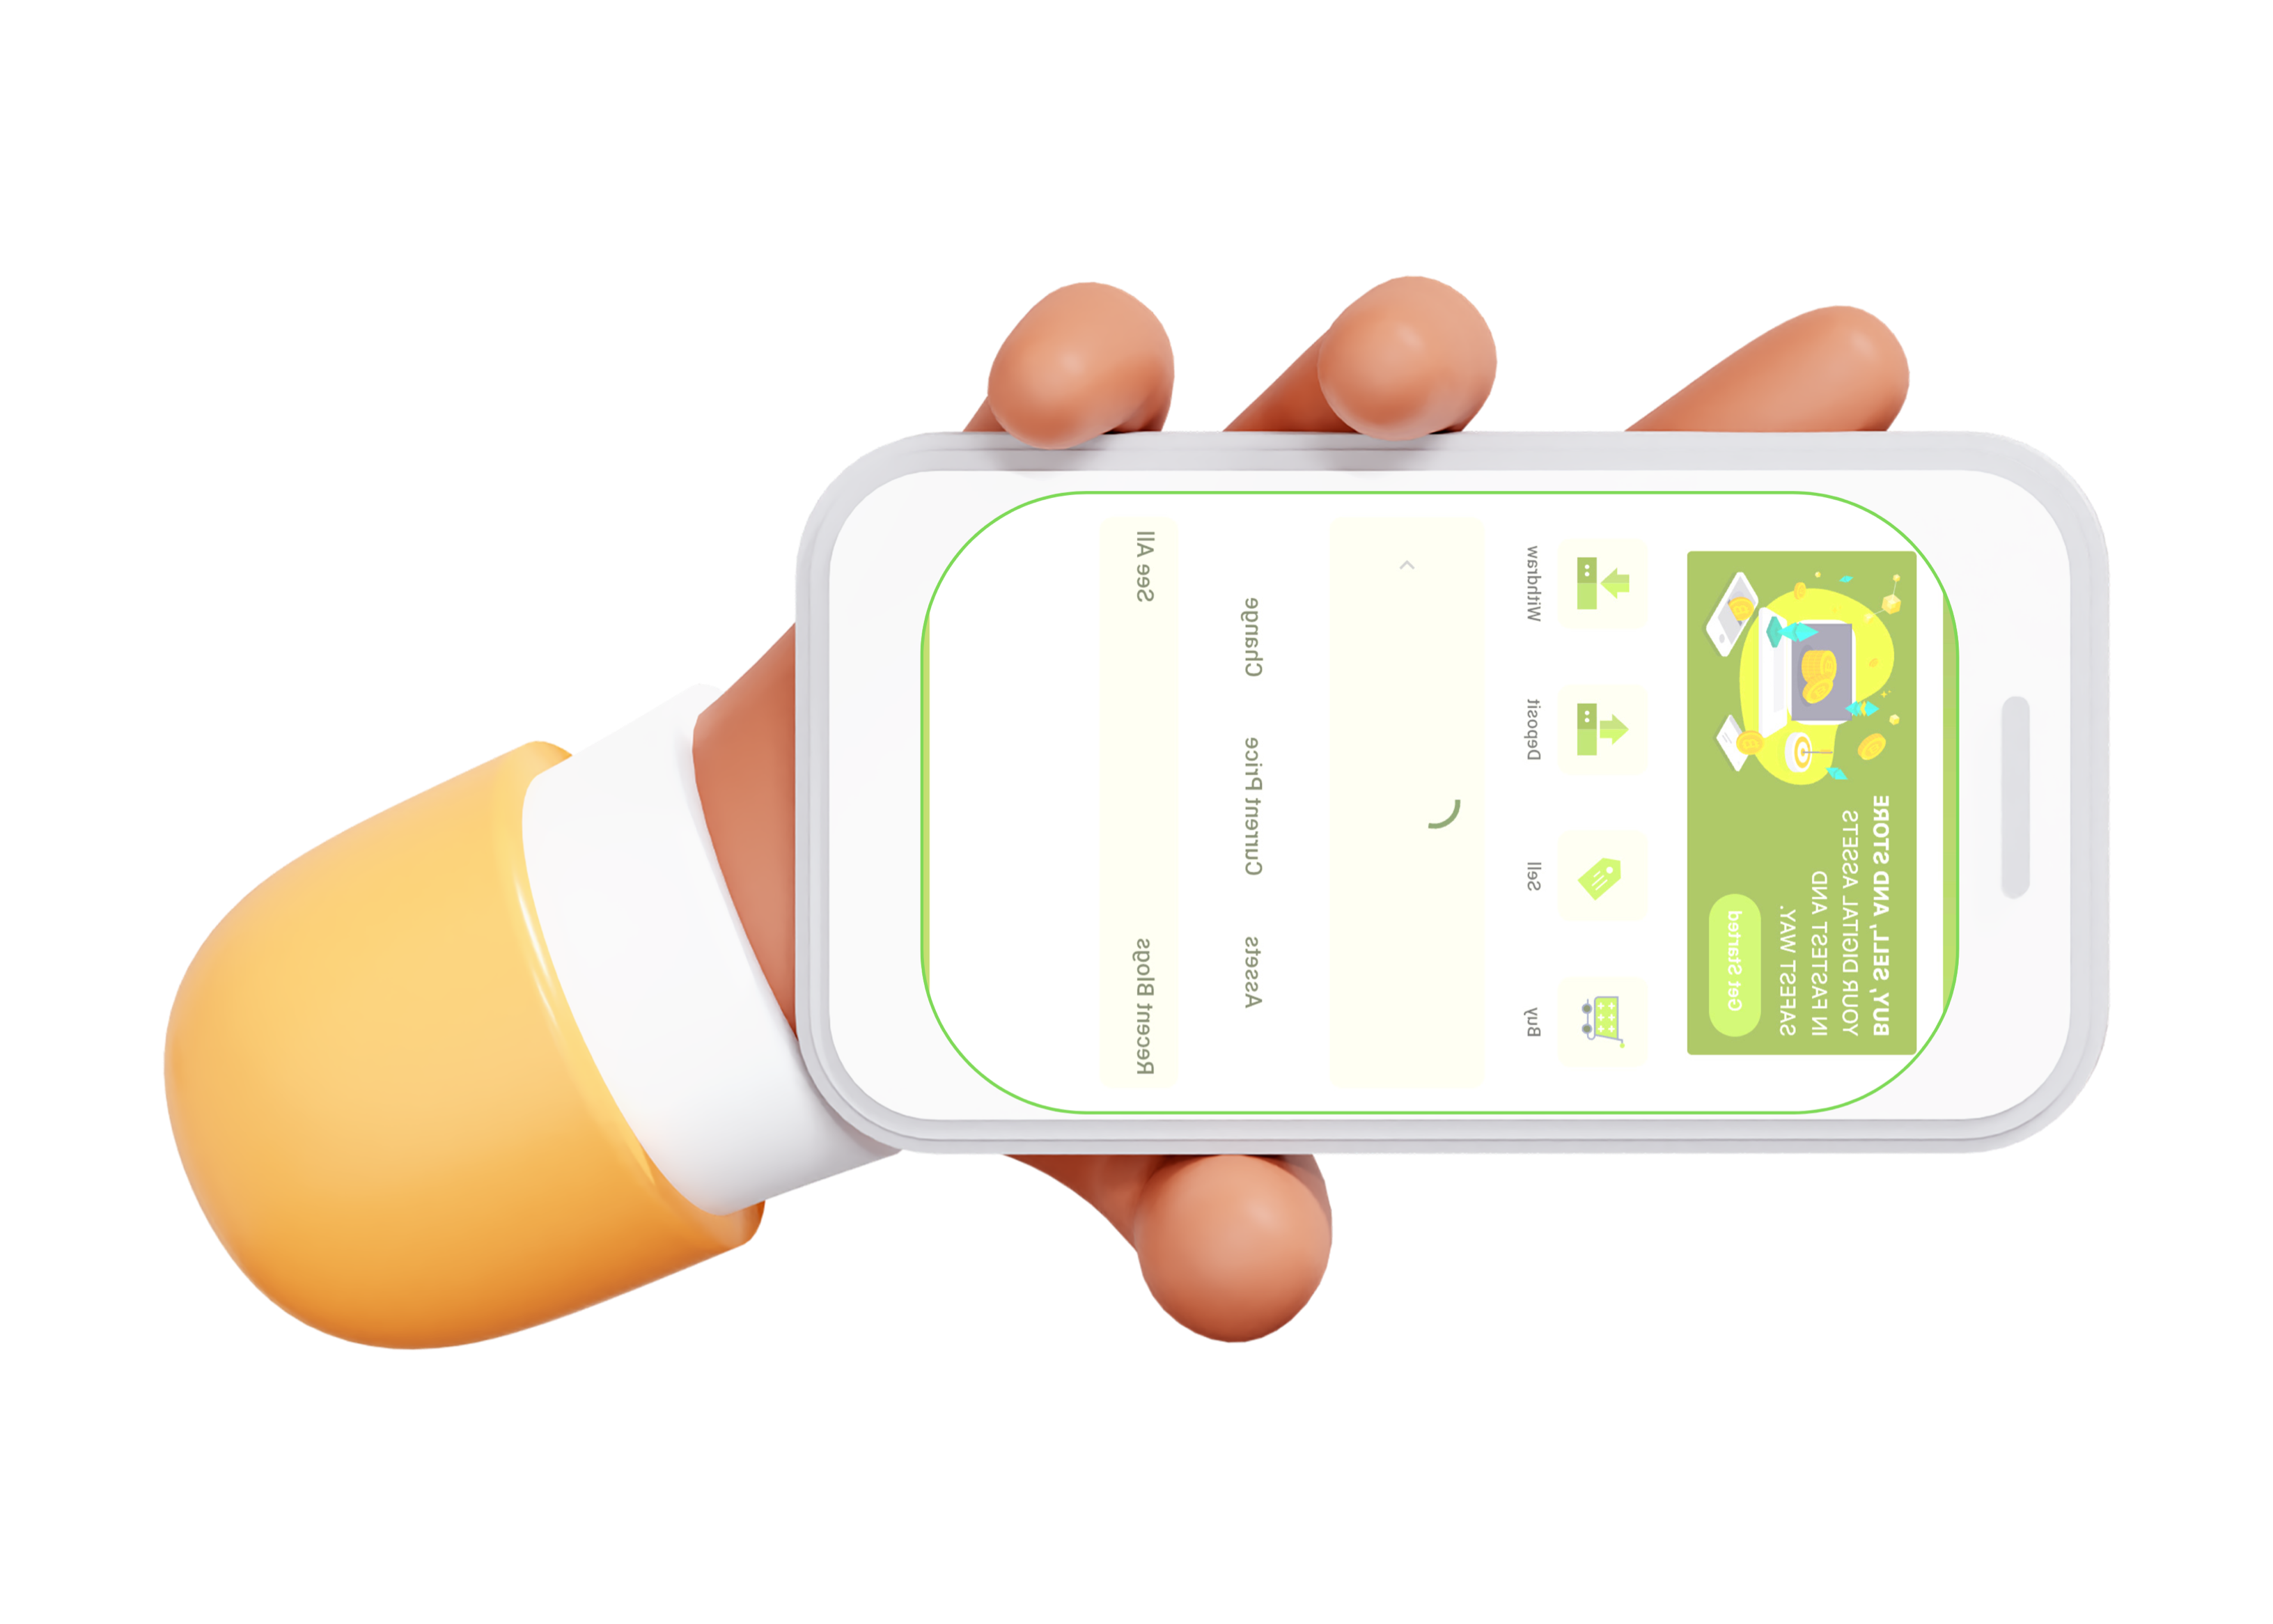 BUY, SELL, AND STORE
YOUR DIGITAL ASSETS
IN FASTEST AND
SAFEST WAY.
Get Started
Buy
Sell
Deposit
Withdraw
Assets
Current Price
Change
Recent Blogs
See All